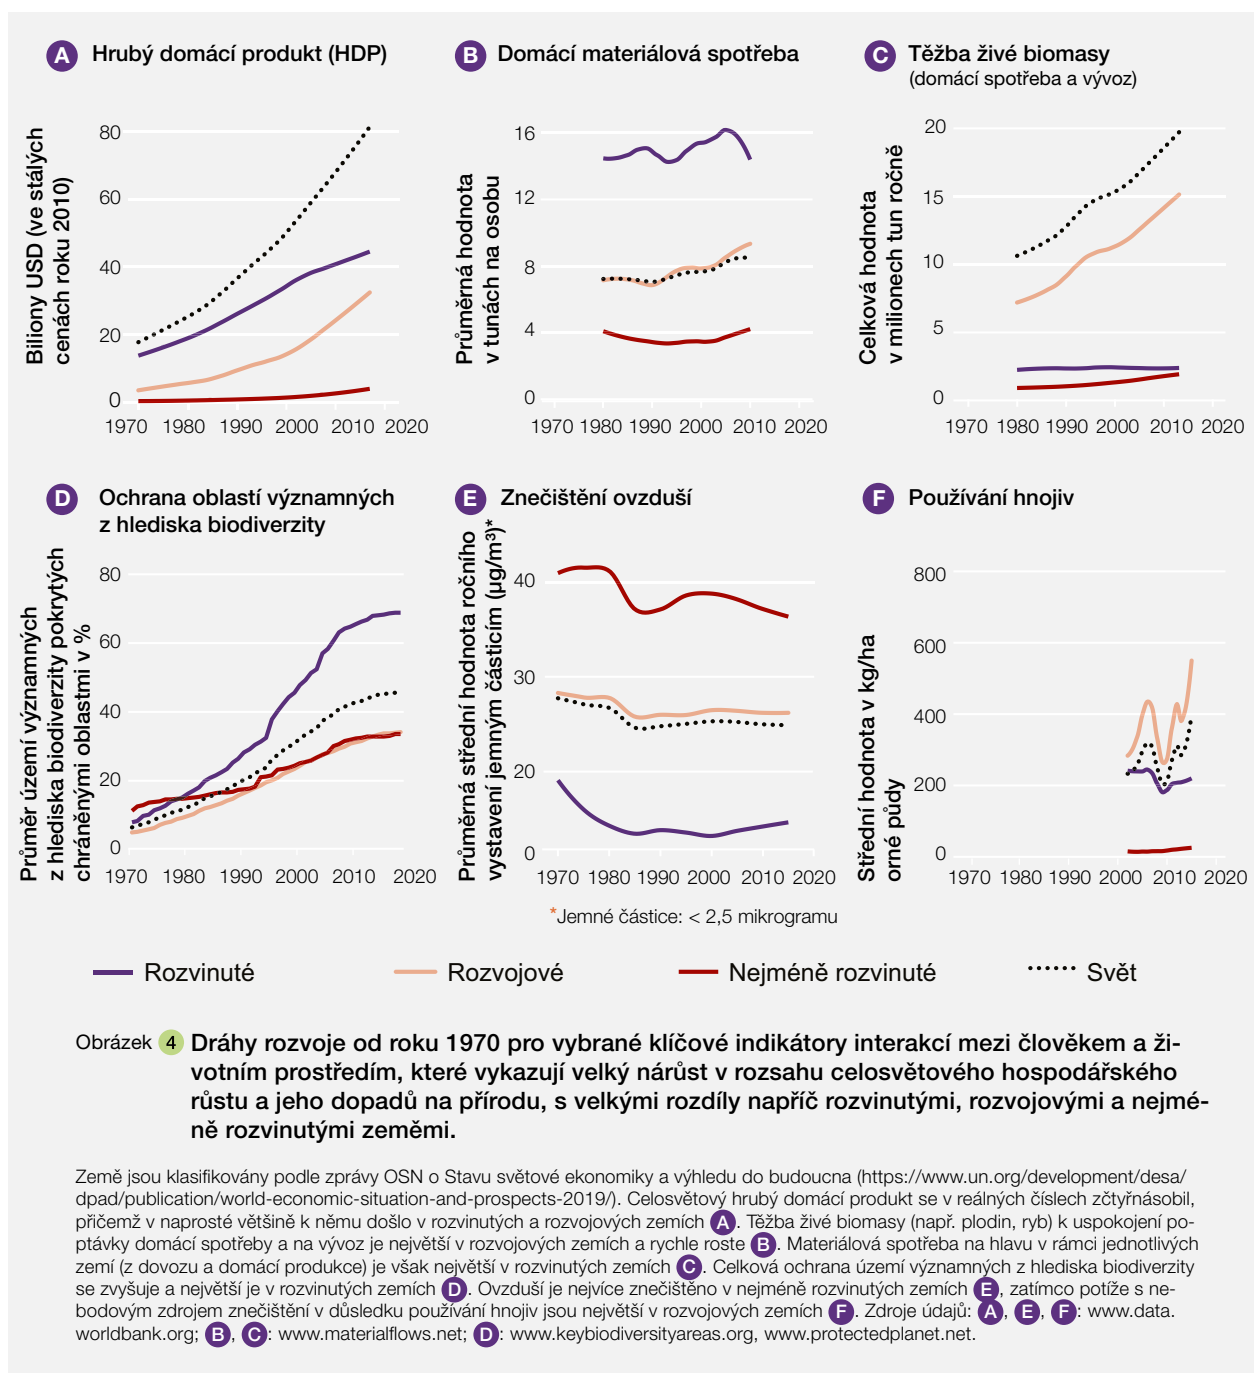 A Hrubý domácí produkt (HDP)
Biliony USD (ve stálých
cenách roku 2010)
80
60
40
20
0
1970 1980 1990 2000 2012 2020
B Domácí materiálová spotřeba
Průměrná hodnota
v tunách na osobu
16
12
8
4
0
1970 1980 1990 2000 2010 2020
C Těžba živé biomasy
(domácí spotřeba a vývoz)
Celková hodnota
v milionech tun ročně
20
15
10
5
0
1970 1980 1990 2000 2012 2020
D Ochrana oblastí významných
z hlediska biodiverzity
Průměr území významných
z hlediska biodiverzity pokrytých
chráněnými oblastmi v %
80
60
40
20
0
1970 1980 1990 2000 2010 2020
E Znečištění ovzduší
Průměrná střední hodnota ročního
vystavení jemným částicím (µg/m³)*
40
30
20
0
1970 1980 1990 2000 2010 2020
*Jemné částice: < 2,5 mikrogramu
F Používání hnojiv
Střední hodnota v kg/ha
orné půdy
800
600
400
200
0
1970 1980 1990 2000 2010 2020
Rozvinuté Rozvojové Nejméně rozvinuté Svět
Obrázek 4 Dráhy rozvoje od roku 1970 pro vybrané klíčové indikátory interakcí mezi člověkem a ži-
votním prostředím, které vykazují velký nárůst v rozsahu celosvětového hospodářského
růstu a jeho dopadů na přírodu, s velkými rozdíly napříč rozvinutými, rozvojovými a nejmé-
ně rozvinutými zeměmi.
Země jsou klasifikovány podle zprávy OSN o Stavu světové ekonomiky a výhledu do budoucna (https://www.un.org/development/desa/
dpad/publication/world-economic-situation-and-prospects-2019/). Celosvětový hrubý domácí produkt se v reálných číslech zčtyřnásobil,
přičemž v naprosté většině k němu došlo v rozvinutých a rozvojových zemích A. Těžba živé biomasy (např. plodin, ryb) k uspokojení po-
ptávky domácí spotřeby a na vývoz je největší v rozvojových zemích a rychle roste B. Materiálová spotřeba na hlavu v rámci jednotlivých
zemí (z dovozu a domácí produkce) je však největší v rozvinutých zemích C. Celková ochrana území významných z hlediska biodiverzity
se zvyšuje a největší je v rozvinutých zemích D. Ovzduší je nejvíce znečištěno v nejméně rozvinutých zemích E, zatímco potíže s ne-
bodovým zdrojem znečištění v důsledku používání hnojiv jsou největší v rozvojových zemích F. Zdroje údajů: A, E, F: www.data.
worldbank.org; B, C: www.materialflows.net; D: www.keybiodiversityareas.org, www.protectedplanet.net.